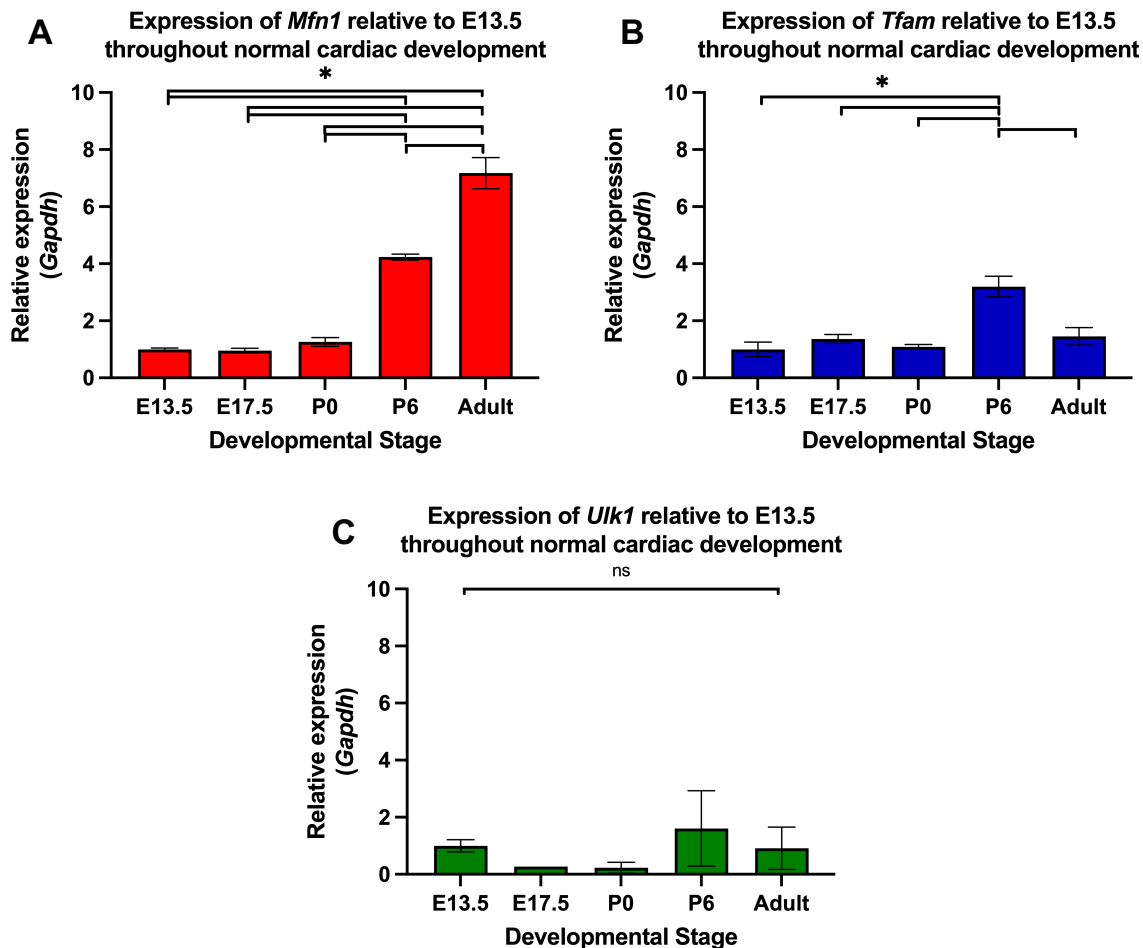 A
Expression of Mfn1 relative to E13.5
throughout normal cardiac development
*
Relative expression
(Gapdh)
10
8
6
4
2
0
E13.5 E17.5 P0 P6 Adult
Developmental Stage
B
Expression of Tfam relative to E13.5
throughout normal cardiac development
*
Relative expression
(Gapdh)
10
8
6
4
2
0
E13.5 E17.5 P0 P6 Adult
Developmental Stage
C
Expression of Ulk1 relative to E13.5
throughout normal cardiac development
ns
Relative expression
(Gapdh)
10
8
6
4
2
0
E13.5 E17.5 P0 P6 Adult
Developmental Stage